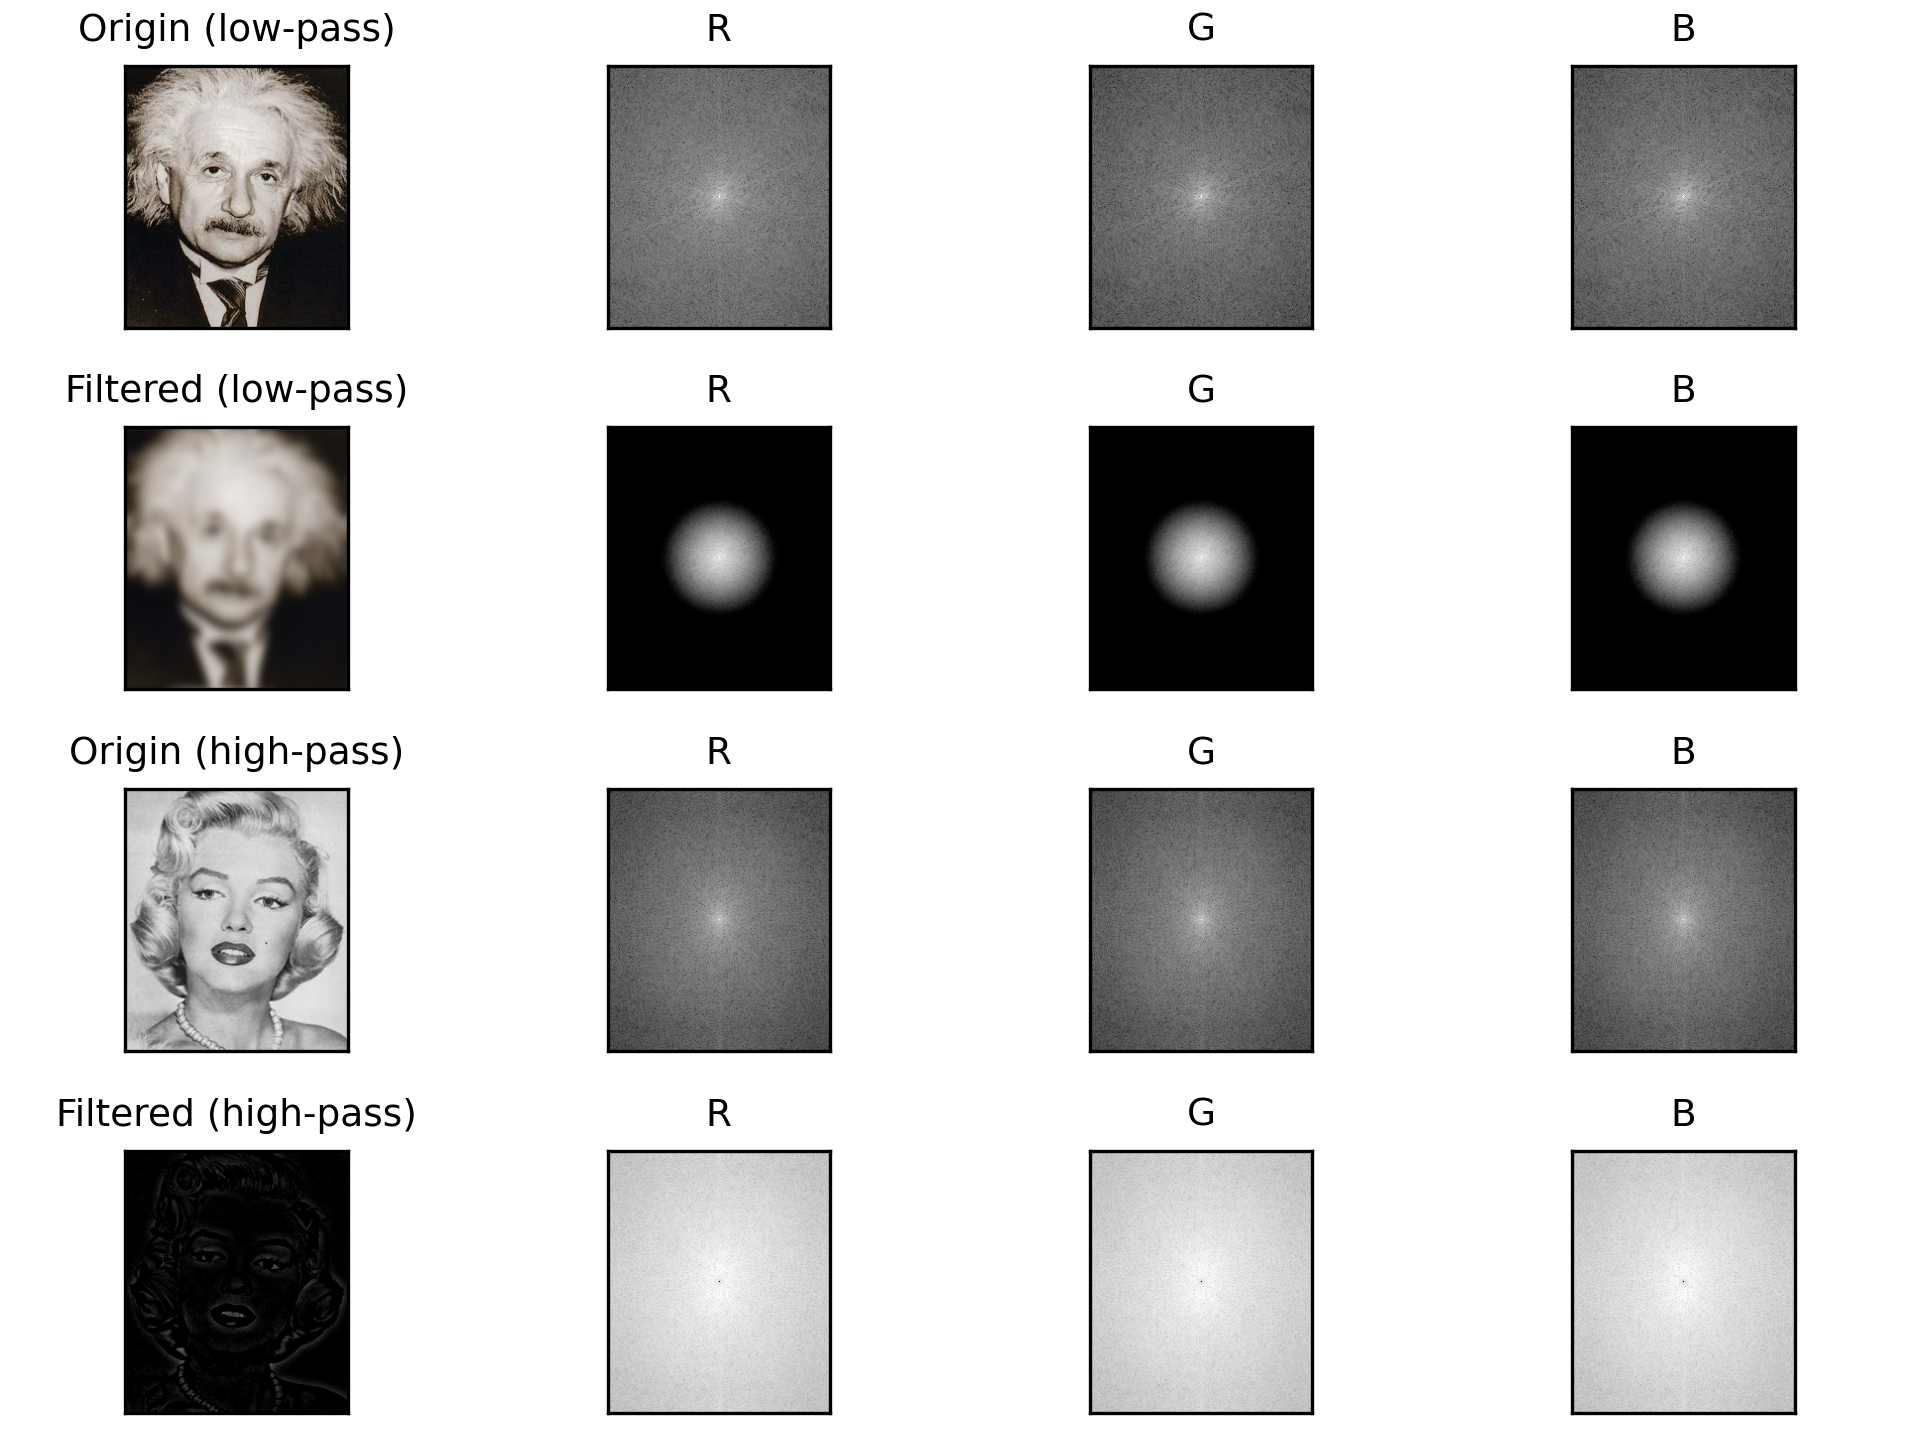 Origin (low-pass) R G B
Filtered (low-pass) R G B
Origin (high-pass) R G B
Filtered (high-pass) R G B